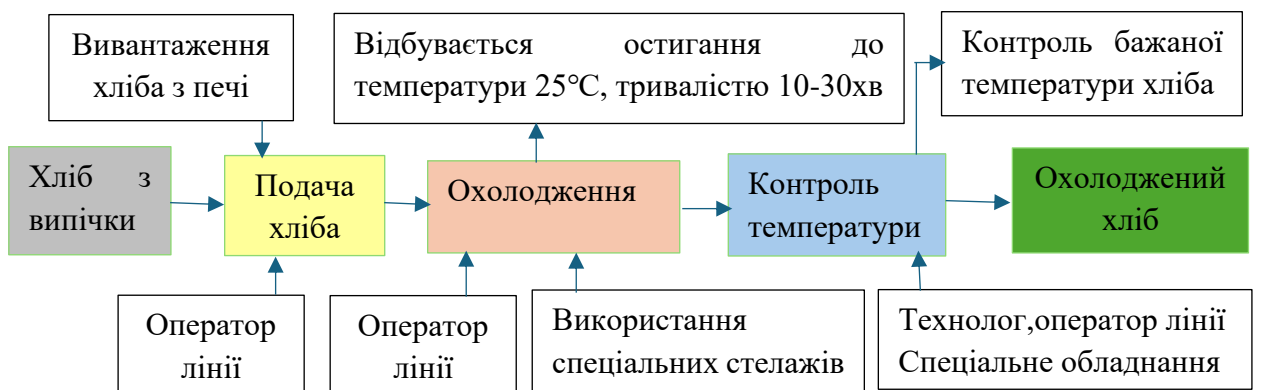 Вивантаження
хліба з печі
Відбувається остигання до
температури 25°С, тривалістю 10-30хв
Контроль бажаної
температури хліба
Хліб з
випічки
Подача
хліба
Охолодження
Контроль
температури
Охолоджений
хліб
Оператор
лінії
Оператор
лінії
Використання
спеціальних стелажів
Технолог,оператор лінії
Спеціальне обладнання